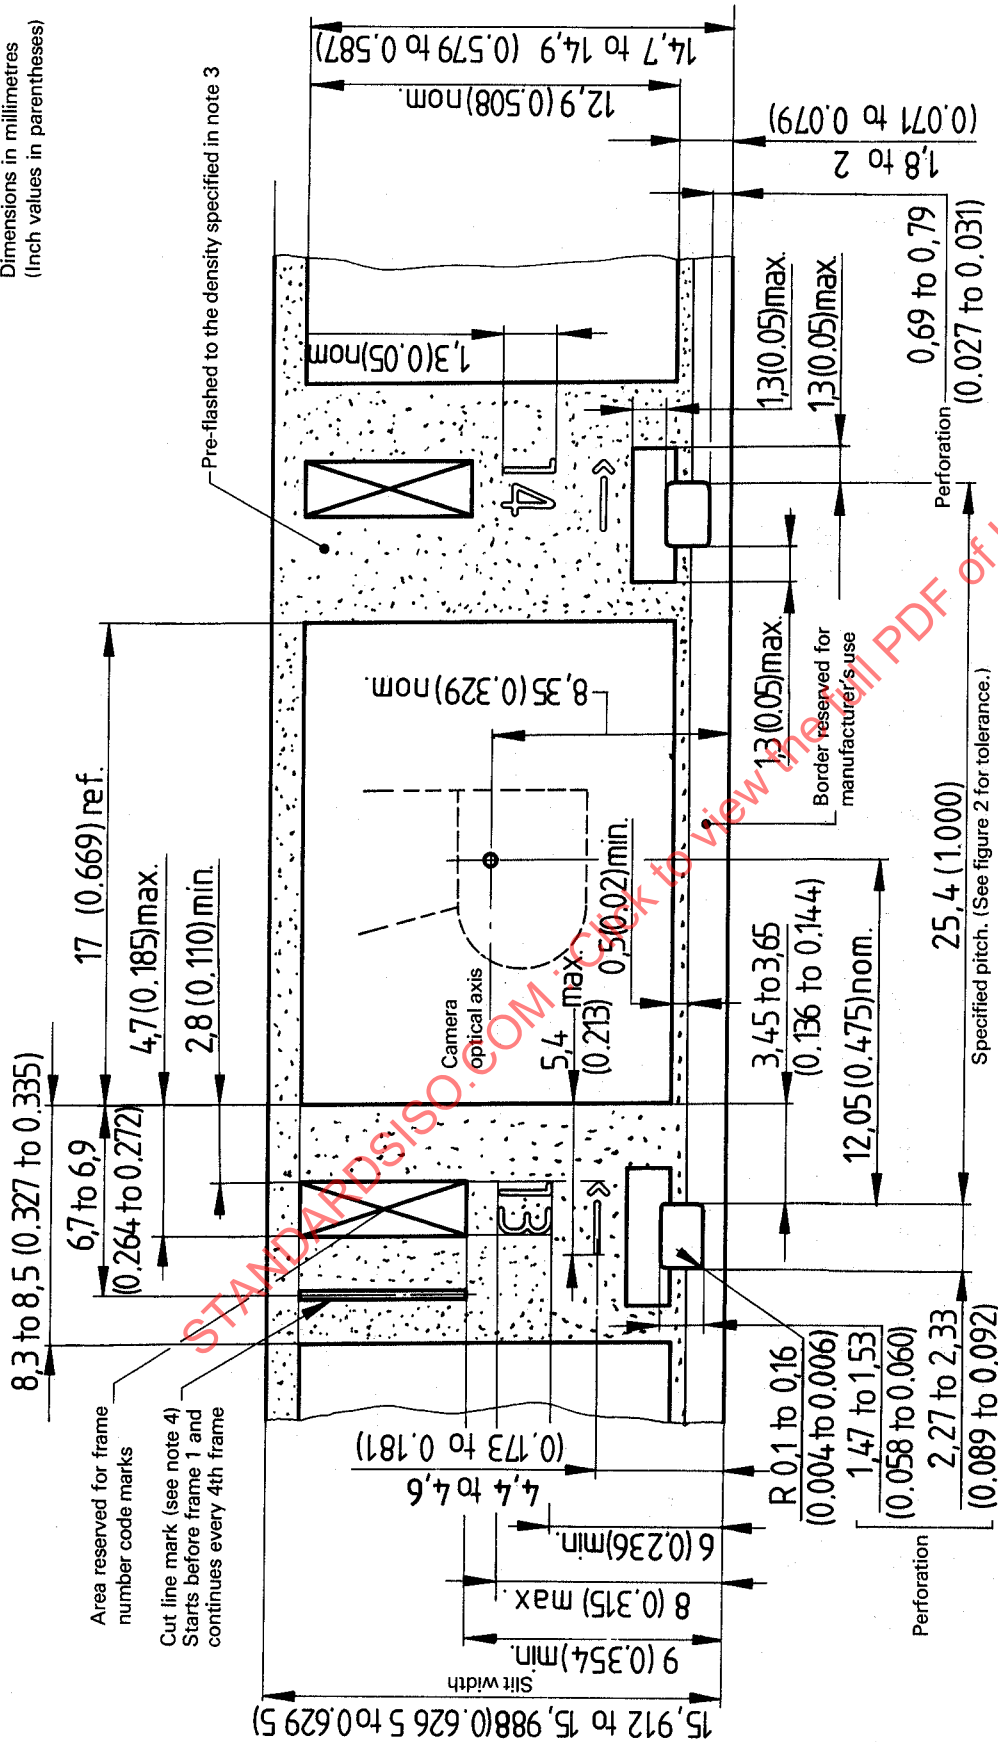 Dimensions in millimetres
(Inch values in parentheses)
8,3 to 8,5 (0.327 to 0.335)
6,7 to 6,9
(0.264 to 0.272)
17 (0.669) ref.
4,7 (0.185)max.
2,8 (0.110)min.
Area reserved for frame
number code marks
Cut line mark (see note 4)
Starts before frame 1 and
continues every 4th frame
Pre-flashed to the density specified in note 3
14,7 to 14,9 (0.579 to 0.587)
12,9 (0.508)nom.
1,3(0.05)nom
1,8 to 2
(0.071 to 0.079)
Camera
optical axis
8,35 (0.329) nom.
5,4 max.
(0.213)
0,5(0.02)min.
3L
4L
1,3(0.05)max.
1,3(0.05)max.
1,3 (0.05)max.
0,69 to 0,79
(0.027 to 0.031)
Perforation
Border reserved for
manufacturer's use
3,45 to 3,65
(0.136 to 0.144)
12,05 (0.475)nom.
25,4 (1.000)
Specified pitch. (See figure 2 for tolerance.)
Slit width
15,912 to 15,988(0.626 5 to 0.629 5)
9 (0.354)min.
8 (0.315) max
6 (0.236)min.
4,4 to 4,6
(0.173 to 0.181)
Perforation
R 0,1 to 0,16
(0.004 to 0.006)
1,47 to 1,53
(0.058 to 0.060)
2,27 to 2,33
(0.089 to 0.092)
STANDARDSISO.COM : Click to view the full PDF of